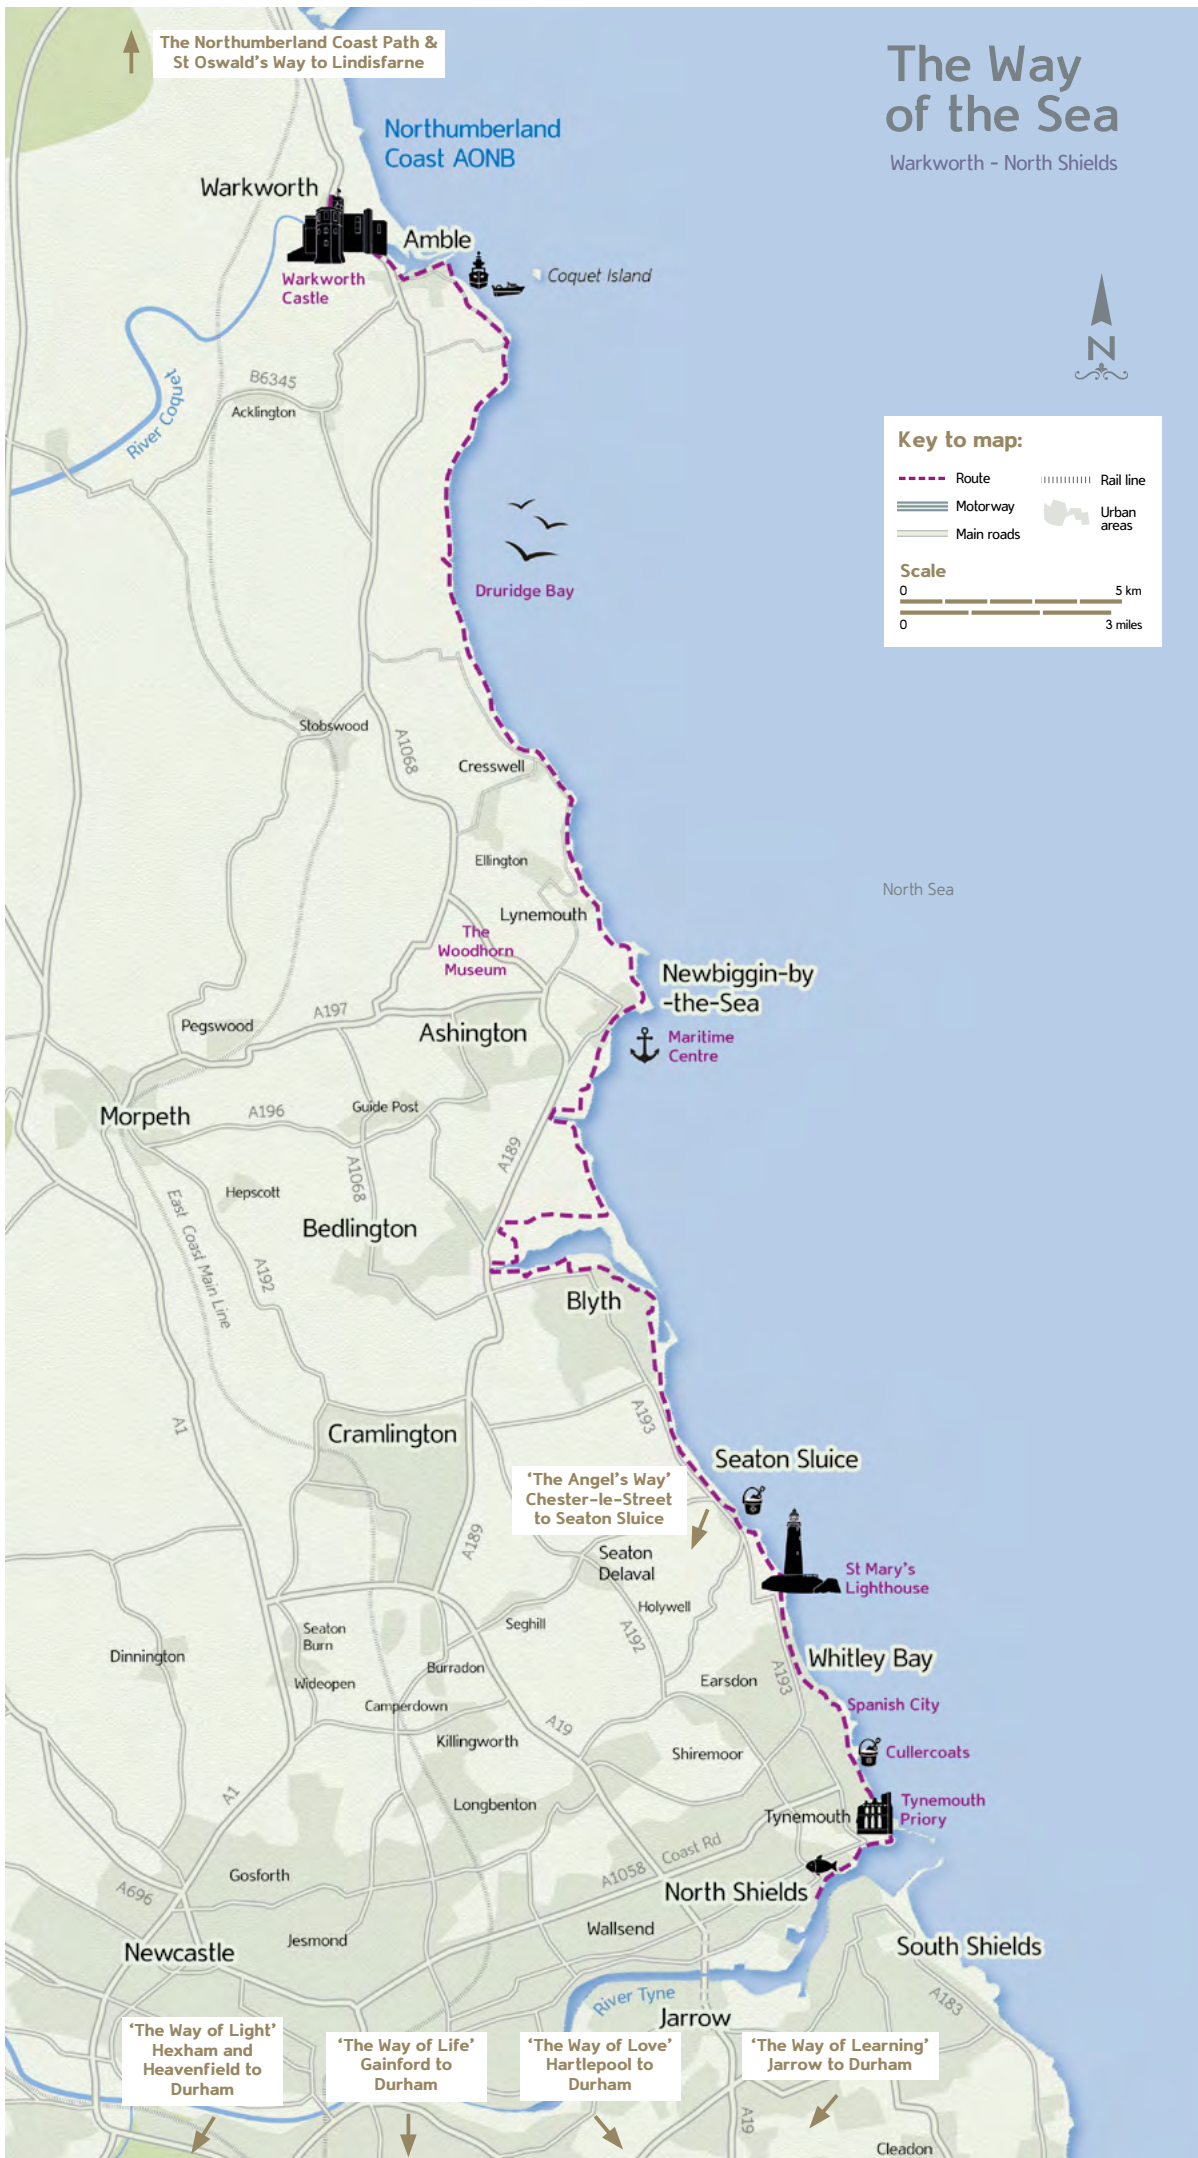 The Northumberland Coast Path &
St Oswald's Way to Lindisfarne
The Way
of the Sea
Warkworth - North Shields
Northumberland
Coast AONB
Warkworth
Amble
Coquet Island
Warkworth
Castle
N
River Coquet
B6345
Acklington
Key to map:
Route
Rail line
Motorway
Urban
areas
Main roads
Scale
0
5 km
0
3 miles
Druridge Bay
Stobswood
A1068
Cresswell
Ellington
North Sea
Lynemouth
The
Woodhorn
Museum
Newbiggin-by
-the-Sea
A197
Pegswood
Ashington
Maritime
Centre
Morpeth
A196
Guide Post
A189
A1068
Hepscott
East Coast Main Line
Bedlington
A192
Blyth
A1
Cramlington
A193
Seaton Sluice
'The Angel's Way'
Chester-le-Street
to Seaton Sluice
A189
Seaton
Delaval
St Mary's
Lighthouse
Holywell
Seaton
Burn
Seghill
A192
Dinnington
Whitley Bay
Burradon
Wideopen
Earsdon
A193
Camperdown
Spanish City
A19
Killingworth
Shiremoor
Cullercoats
A1
Longbenton
Tynemouth
Tynemouth
Priory
Coast Rd
A1058
Gosforth
A696
North Shields
Wallsend
Jesmond
Newcastle
South Shields
River Tyne
A183
Jarrow
'The Way of Light'
Hexham and
Heavenfield to
Durham
'The Way of Life'
Gainford to
Durham
'The Way of Love'
Hartlepool to
Durham
'The Way of Learning'
Jarrow to Durham
A19
Cleadon